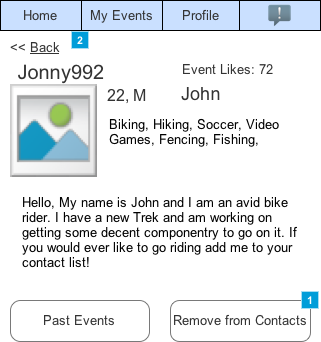 Home My Events Profile !
<< Back 2
Jonny992 Event Likes: 72
22, M John
Biking, Hiking, Soccer, Video
Games, Fencing, Fishing,
Hello, My name is John and I am an avid bike
rider. I have a new Trek and am working on
getting some decent componentry to go on it. If
you would ever like to go riding add me to your
contact list!
1
Past Events Remove from Contacts